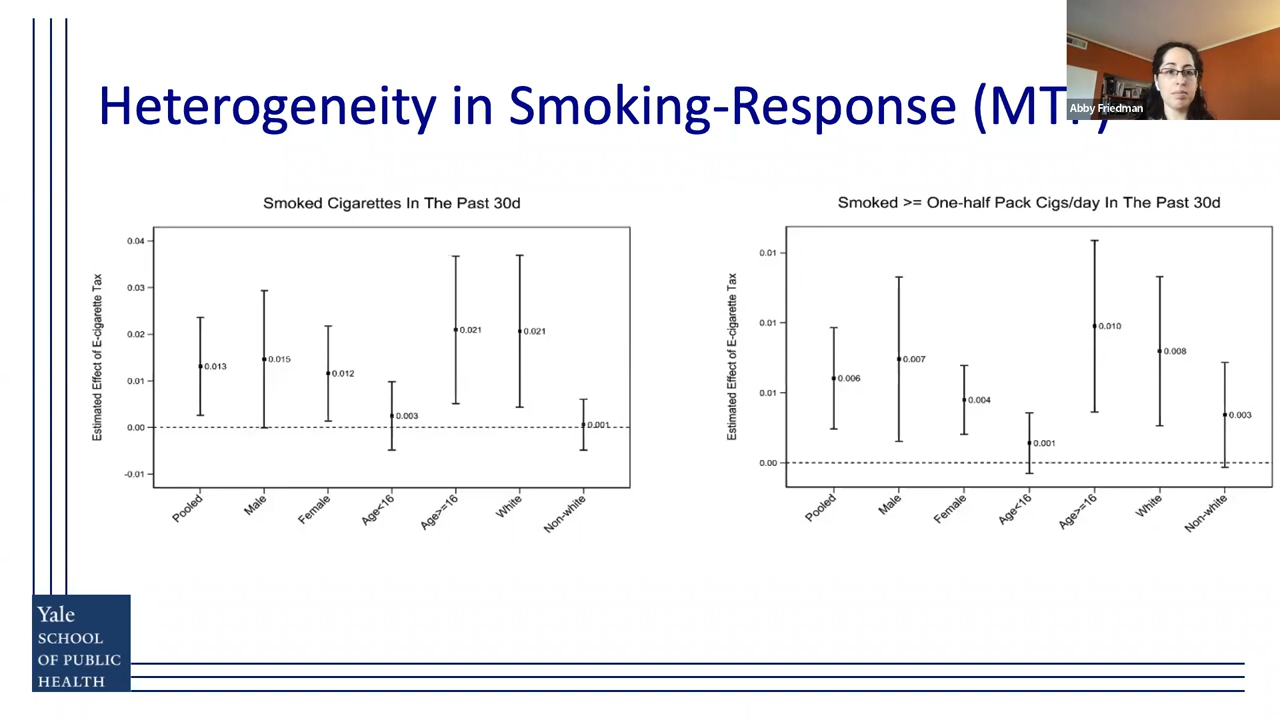 Heterogeneity in Smoking-Response (MT
Abby Friedman
Smoked Cigarettes In The Past 30d
Estimated Effect of E-cigarette Tax
0.04
0.03
0.02
0.01
0.00
-0.01
0.013
0.015
0.012
0.003
0.021
0.021
0.001
Pooled
Male
Female
Age<16
Age>=16
White
Non-white
Smoked >= One-half Pack Cigs/day In The Past 30d
Estimated Effect of E-cigarette Tax
0.01
0.01
0.01
0.00
0.006
0.007
0.004
0.001
0.010
0.008
0.003
Pooled
Male
Female
Age<16
Age>=16
White
Non-white
Yale
SCHOOL
OF PUBLIC
HEALTH